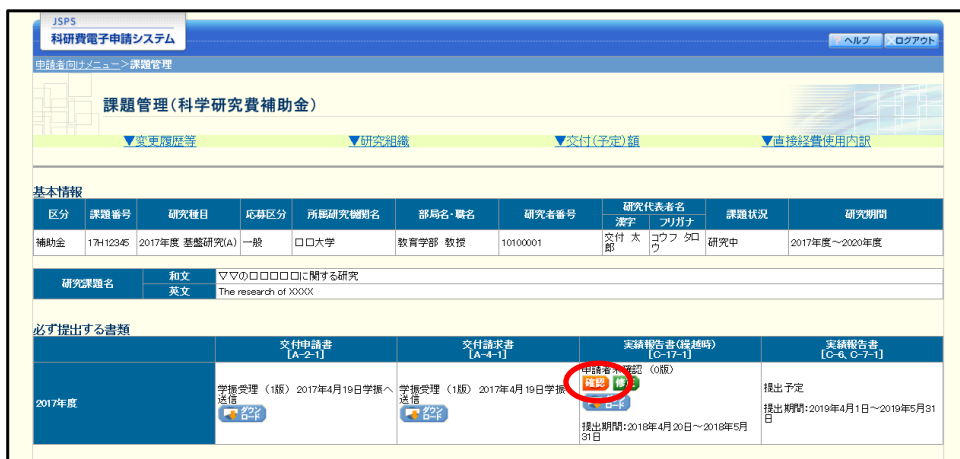 JSPS
科研費電子申請システム
ヘルプ
ログアウト
申請者向けメニュー>課題管理
課題管理(科学研究費補助金)
▼変更履歴等
▼研究組織
▼交付(予定)額
▼直接経費使用内訳
基本情報
区分 課題番号 研究種目 応募区分 所属研究機関名 部局名・職名 研究者番号 研究代表者名 課題状況 研究期間
漢字 フリガナ
補助金 17H12345 2017年度 基盤研究(A) 一般 □□大学 教育学部 教授 10100001 交付 太郎 コウフ タロウ 研究中 2017年度～2020年度
研究課題名
和文 ▽▽の□□□□□に関する研究
英文 The research of XXXX
必ず提出する書類
交付申請書 [A-2-1]
交付請求書 [A-4-1]
実績報告書(繰越時) [C-17-1]
実績報告書 [C-6、C-7-1]
2017年度
学振受理 (1版) 2017年4月19日学振へ
送信
ダウンロード
学振受理 (1版) 2017年4月19日学振
送信
ダウンロード
申請者未確認 (0版)
確認
提出期間:2018年4月20日～2018年5月
31日
提出予定
提出期間:2019年4月1日～2019年5月31
日